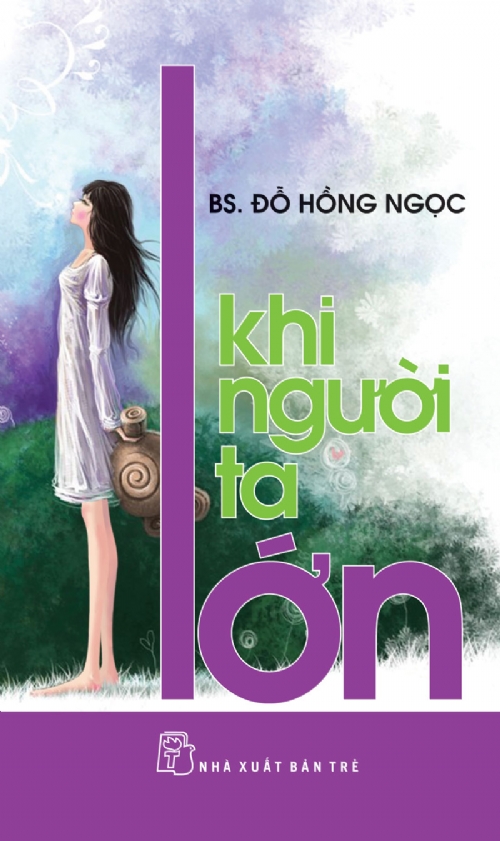 BS. ĐỖ HỒNG NGỌC
khi
người
ta
lớn
T
NHÀ XUẤT BẢN TRẺ